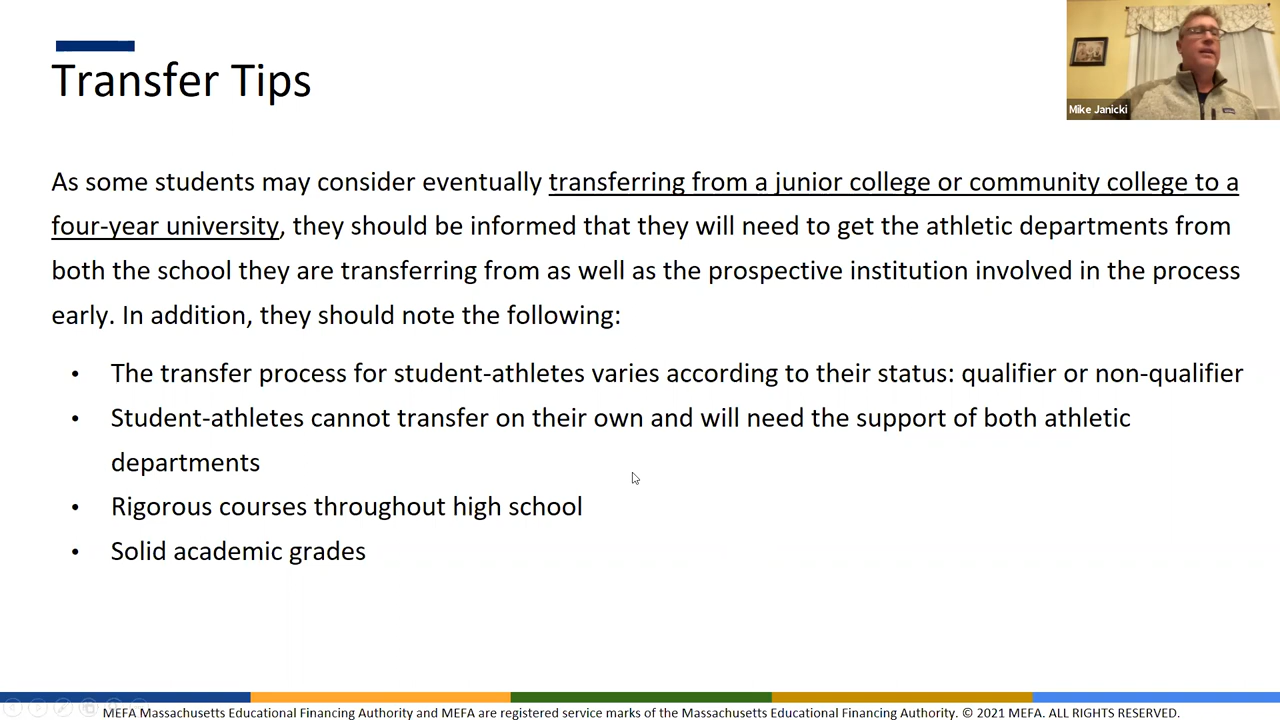 Transfer Tips
Mike Janicki
As some students may consider eventually transferring from a junior college or community college to a
four-year university, they should be informed that they will need to get the athletic departments from
both the school they are transferring from as well as the prospective institution involved in the process
early. In addition, they should note the following:
• The transfer process for student-athletes varies according to their status: qualifier or non-qualifier
• Student-athletes cannot transfer on their own and will need the support of both athletic
departments
• Rigorous courses throughout high school
• Solid academic grades
MEFA Massachusetts Educational Financing Authority and MEFA are registered service marks of the Massachusetts Educational Financing Authority. © 2021 MEFA. ALL RIGHTS RESERVED.